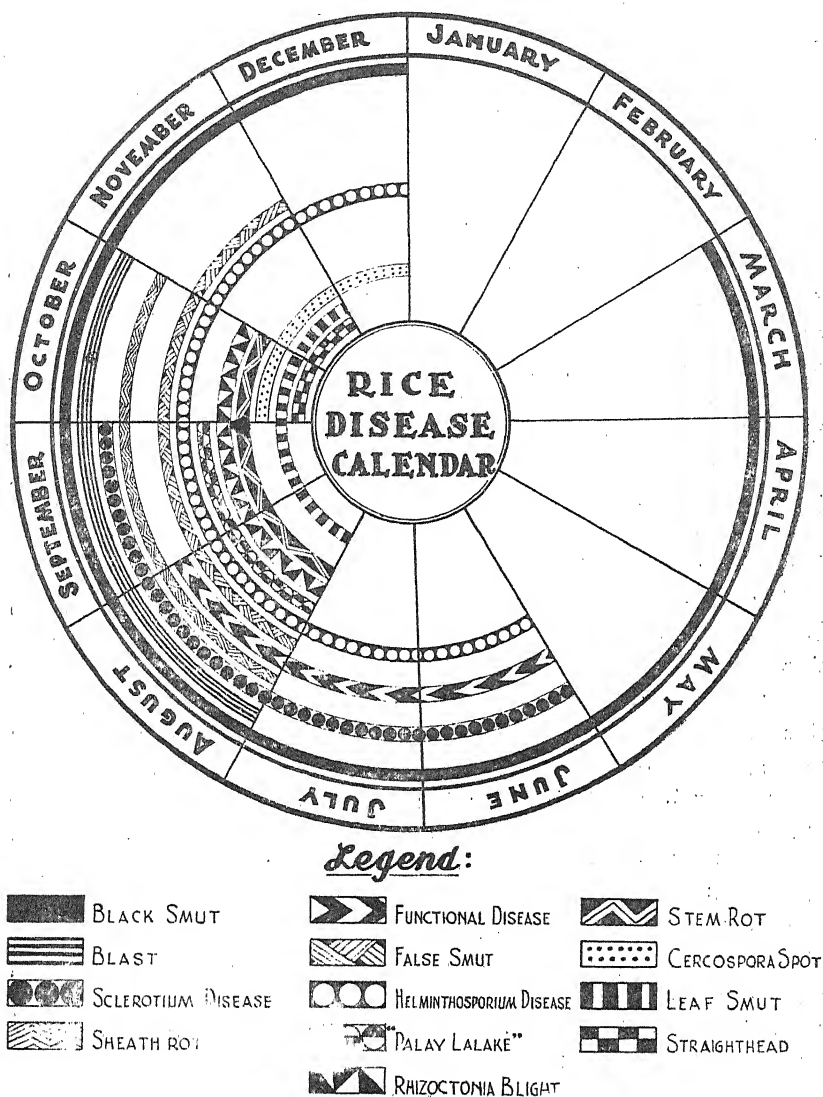 JANUARY
FEBRUARY
MARCH
APRIL
MAY
JUNE
JULY
AUGUST
SEPTEMBER
OCTOBER
NOVEMBER
DECEMBER
RICE
DISEASE
CALENDAR
Legend:
BLACK SMUT
BLAST
SCLEROTIUM DISEASE
SHEATH ROT
FUNCTIONAL DISEASE
FALSE SMUT
HELMINTHOSPORIUM DISEASE
"PALAY LALAKE"
RHIZOCTONIA BLIGHT
STEM ROT
CERCOSPORA SPOT
LEAF SMUT
STRAIGHTHEAD